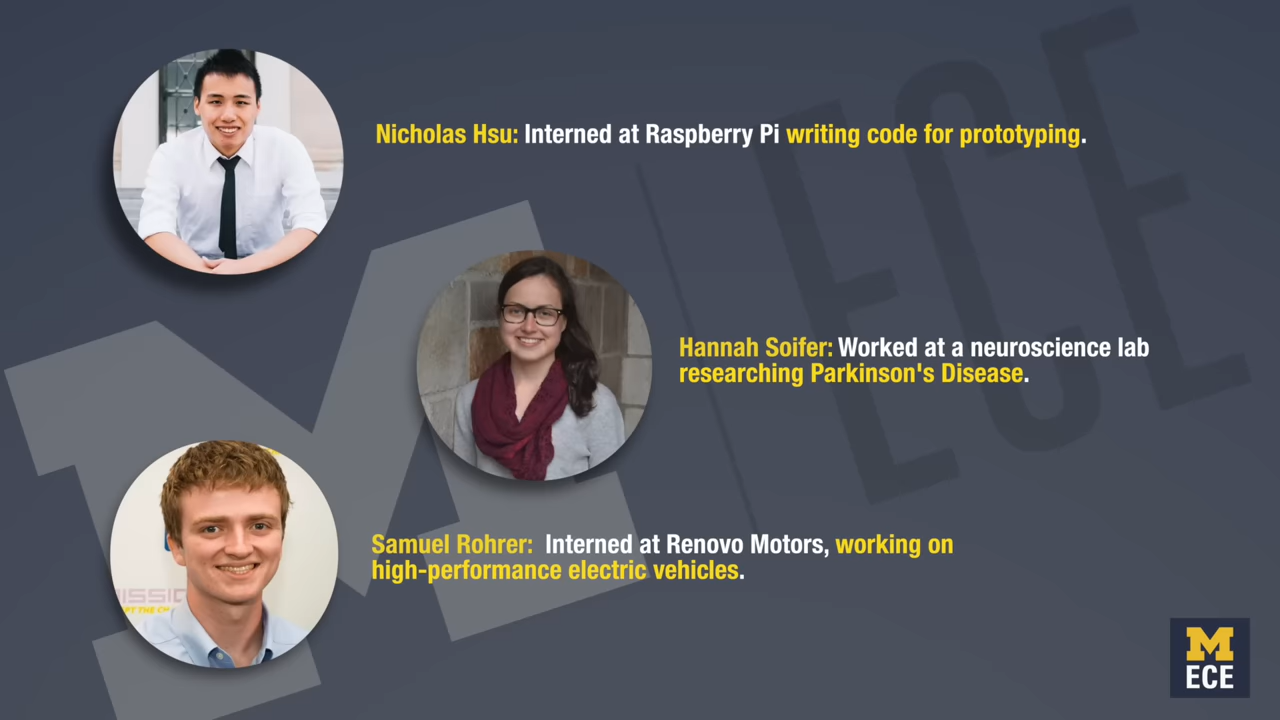 Nicholas Hsu: Interned at Raspberry Pi writing code for prototyping.
Hannah Soifer: Worked at a neuroscience lab
researching Parkinson's Disease.
Samuel Rohrer: Interned at Renovo Motors, working on
high-performance electric vehicles.
M
ECE
M ECE